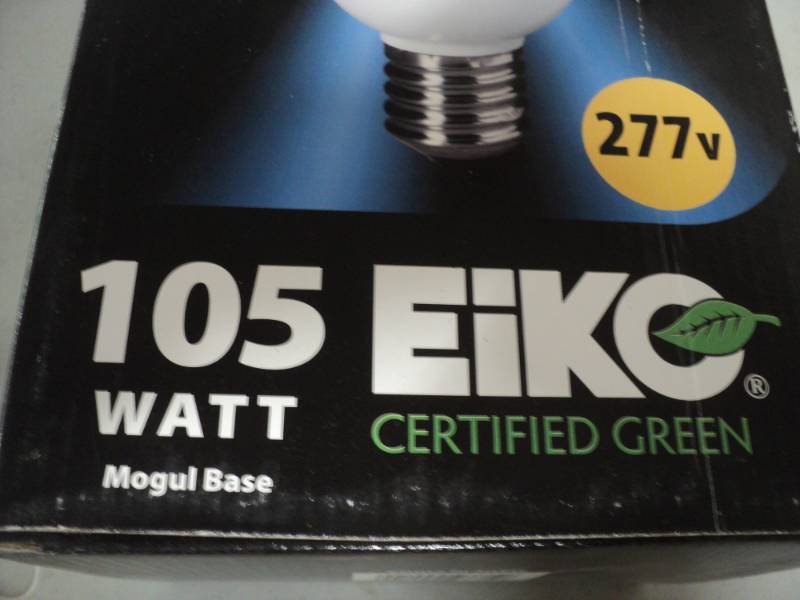 277v
105
WATT
Mogul Base
EiKO®
CERTIFIED GREEN